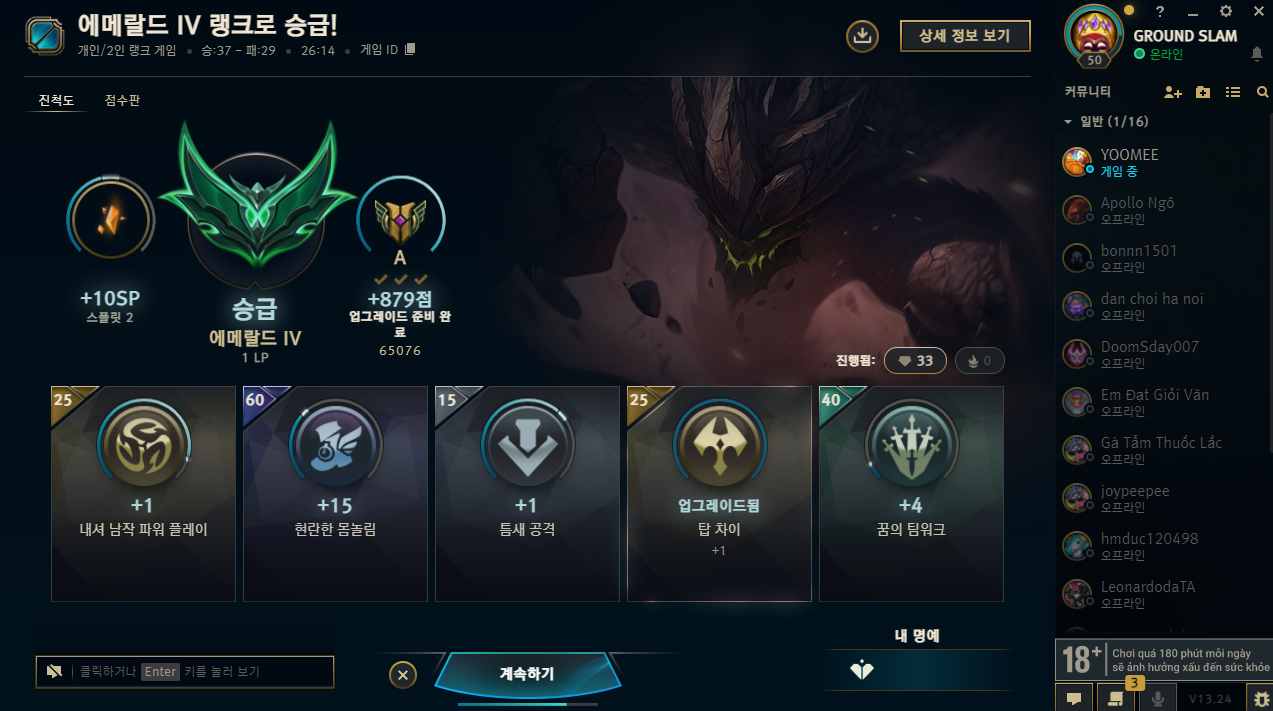 에메랄드 IV 랭크로 승급!
개인/2인 랭크 게임 • 승:37 – 패:29 • 26:14 • 게임 ID
상세 정보 보기
진척도
점수판
+10SP
스플릿 2
승급
에메랄드 IV
1 LP
A
+879점
업그레이드 준비 완
료
65076
진행됨:
33
0
25
+1
내셔 남작 파워 플레이
60
+15
현란한 몸놀림
15
+1
틈새 공격
25
업그레이드됨
탑 차이
+1
40
+4
꿈의 팀워크
내 명예
클릭하거나 Enter 키를 눌러 보기
계속하기
?
50
GROUND SLAM
온라인
커뮤니티
일반 (1/16)
YOOMEE
게임 중
Apollo Ngô
오프라인
bonnn1501
오프라인
dan choi ha noi
오프라인
DoomSday007
오프라인
Em Đạt Giỏi Văn
오프라인
Gà Tẩm Thuốc Lắc
오프라인
joypeepee
오프라인
hmduc120498
오프라인
LeonardodaTA
오프라인
18+
Chơi quá 180 phút mỗi ngày
sẽ ảnh hưởng xấu đến sức khỏe
3
V13.24